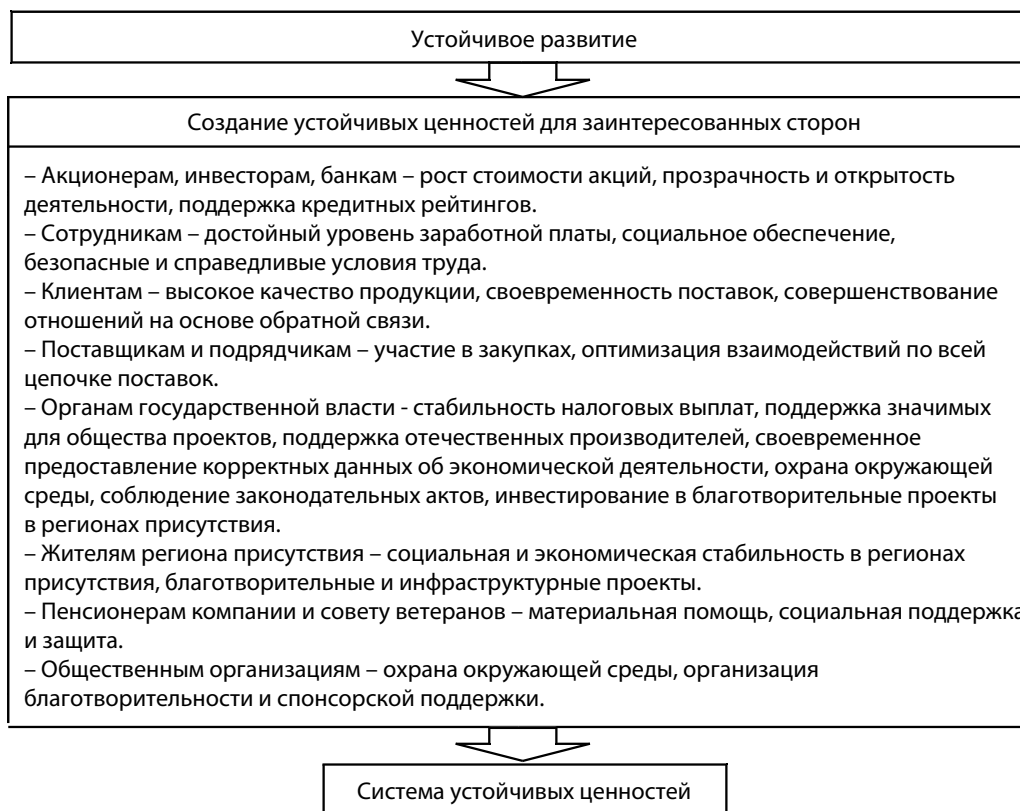 Устойчивое развитие
Создание устойчивых ценностей для заинтересованных сторон
– Акционерам, инвесторам, банкам – рост стоимости акций, прозрачность и открытость
деятельности, поддержка кредитных рейтингов.
– Сотрудникам – достойный уровень заработной платы, социальное обеспечение,
безопасные и справедливые условия труда.
– Клиентам – высокое качество продукции, своевременность поставок, совершенствование
отношений на основе обратной связи.
– Поставщикам и подрядчикам – участие в закупках, оптимизация взаимодействий по всей
цепочке поставок.
– Органам государственной власти - стабильность налоговых выплат, поддержка значимых
для общества проектов, поддержка отечественных производителей, своевременное
предоставление корректных данных об экономической деятельности, охрана окружающей
среды, соблюдение законодательных актов, инвестирование в благотворительные проекты
в регионах присутствия.
– Жителям региона присутствия – социальная и экономическая стабильность в регионах
присутствия, благотворительные и инфраструктурные проекты.
– Пенсионерам компании и совету ветеранов – материальная помощь, социальная поддержка
и защита.
– Общественным организациям – охрана окружающей среды, организация
благотворительности и спонсорской поддержки.
Система устойчивых ценностей